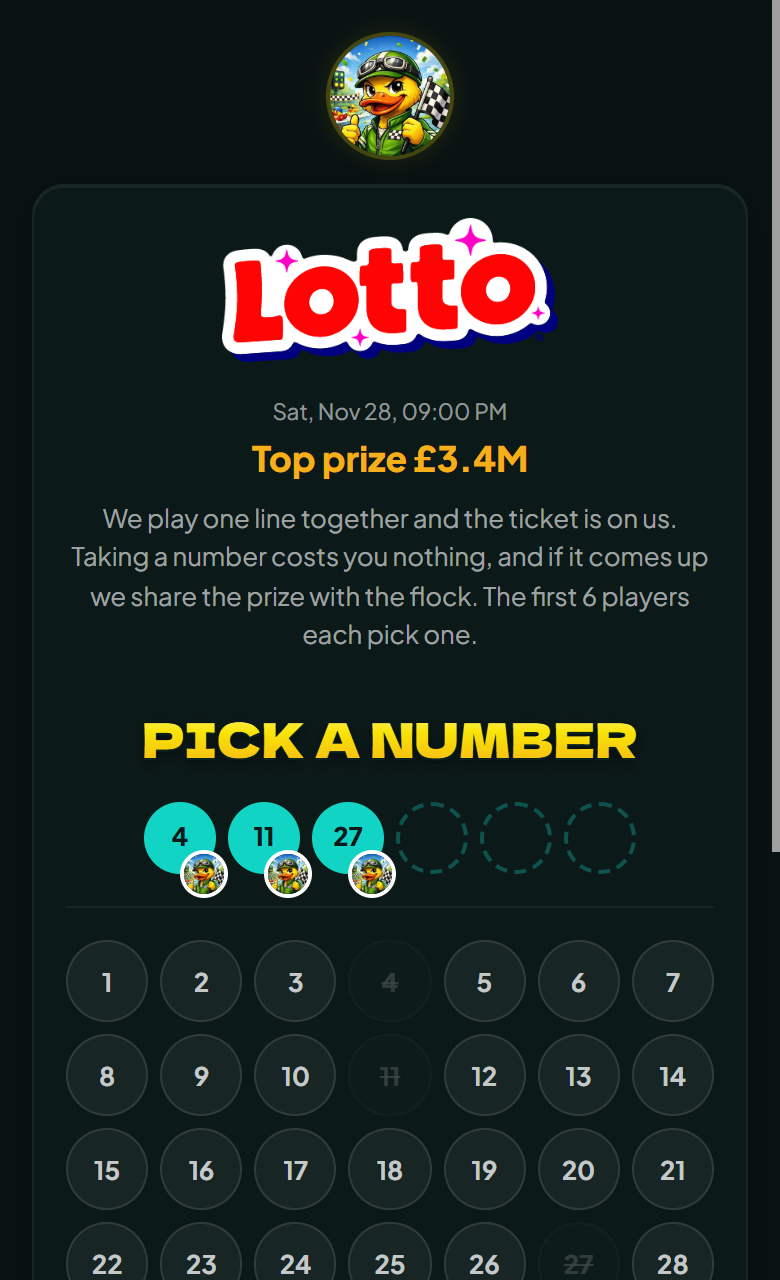 Lotto
Sat, Nov 28, 09:00 PM
Top prize £3.4M
We play one line together and the ticket is on us.
Taking a number costs you nothing, and if it comes up
we share the prize with the flock. The first 6 players
each pick one.
PICK A NUMBER
4 11 27
1 2 3 4 5 6 7
8 9 10 11 12 13 14
15 16 17 18 19 20 21
22 23 24 25 26 27 28